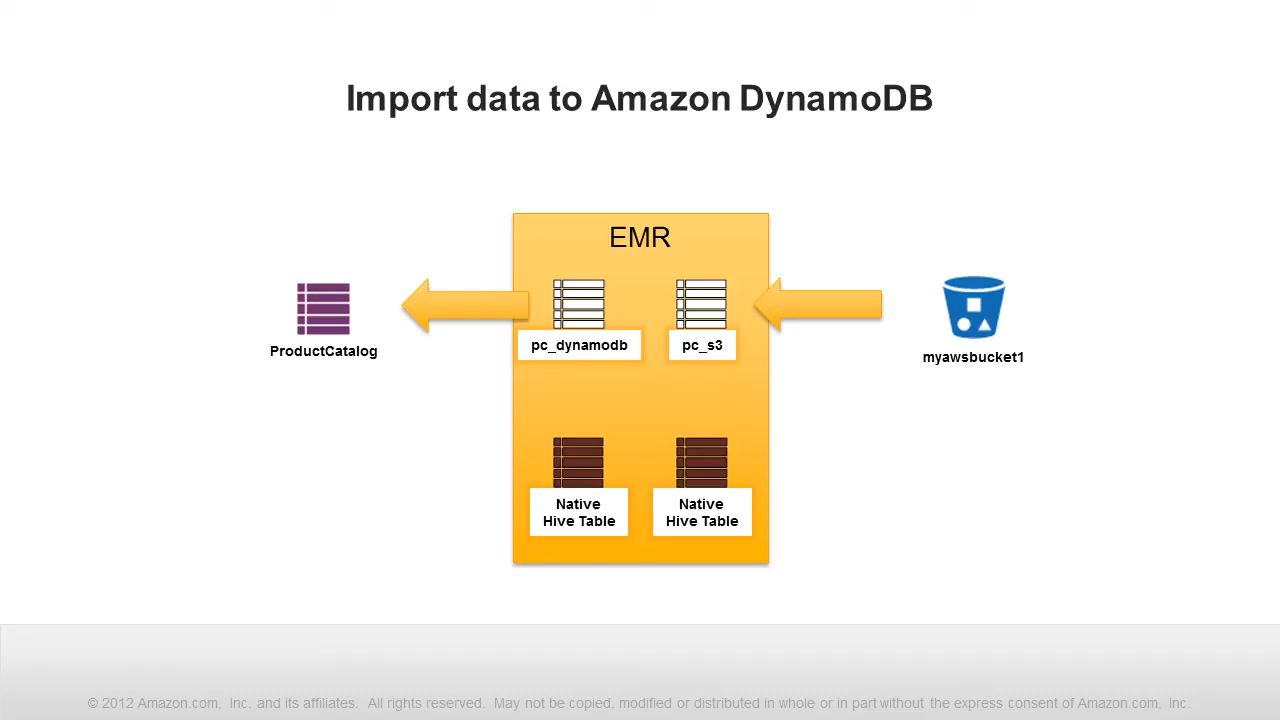 Import data to Amazon DynamoDB
EMR
ProductCatalog
pc_dynamodb
pc_s3
myawsbucket1
Native
Hive Table
Native
Hive Table
© 2012 Amazon.com, Inc. and its affiliates. All rights reserved. May not be copied, modified or distributed in whole or in part without the express consent of Amazon.com, Inc.